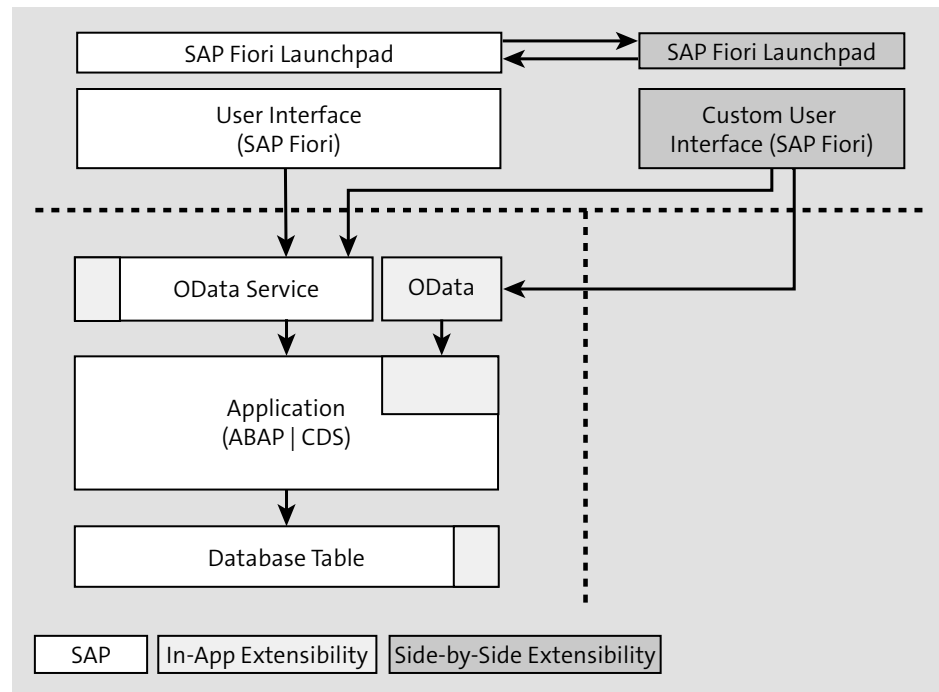 SAP Fiori Launchpad
SAP Fiori Launchpad
User Interface
(SAP Fiori)
Custom User
Interface (SAP Fiori)
OData Service
OData
Application
(ABAP | CDS)
Database Table
SAP
In-App Extensibility
Side-by-Side Extensibility